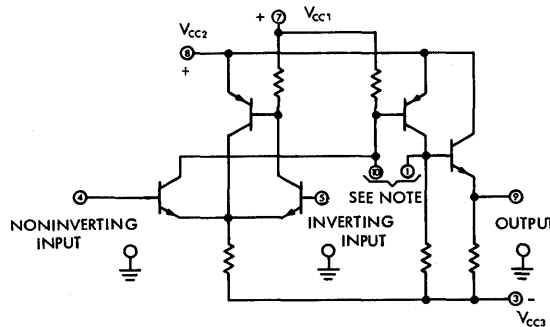 + 7 VCC1
VCC2
8
+
10 1
4 5 SEE NOTE 9
NONINVERTING INPUT
INVERTING INPUT
OUTPUT
3 -
VCC3